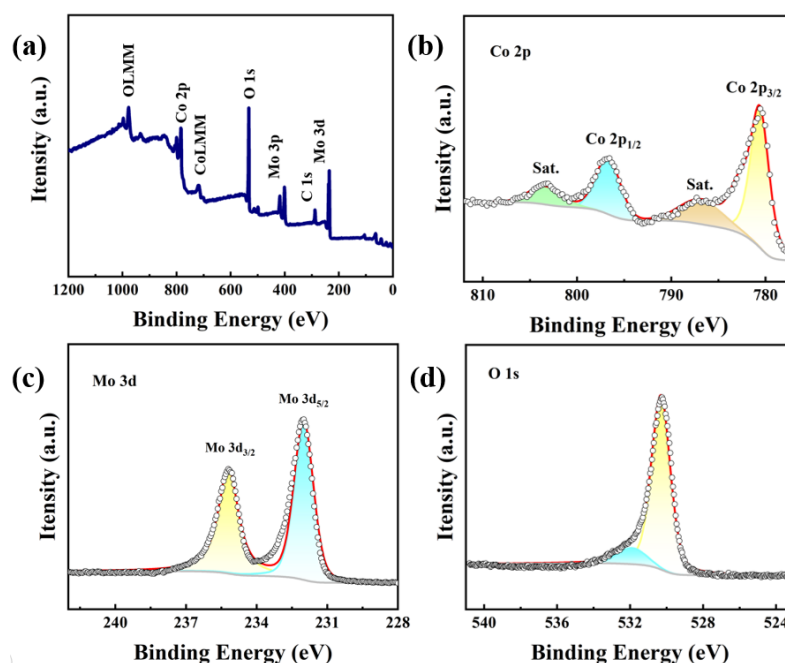 (a)
OLMM
Co 2p
CoLMM
O 1s
Mo 3p
C 1s
Mo 3d
Itensity (a.u.)
1200 1000 800 600 400 200 0
Binding Energy (eV)
(b)
Co 2p
Co 2p3/2
Co 2p1/2
Sat.
Sat.
Itensity (a.u.)
810 800 790 780
Binding Energy (eV)
(c)
Mo 3d
Mo 3d5/2
Mo 3d3/2
Itensity (a.u.)
240 237 234 231 228
Binding Energy (eV)
(d)
O 1s
Itensity (a.u.)
540 536 532 528 524
Binding Energy (eV)